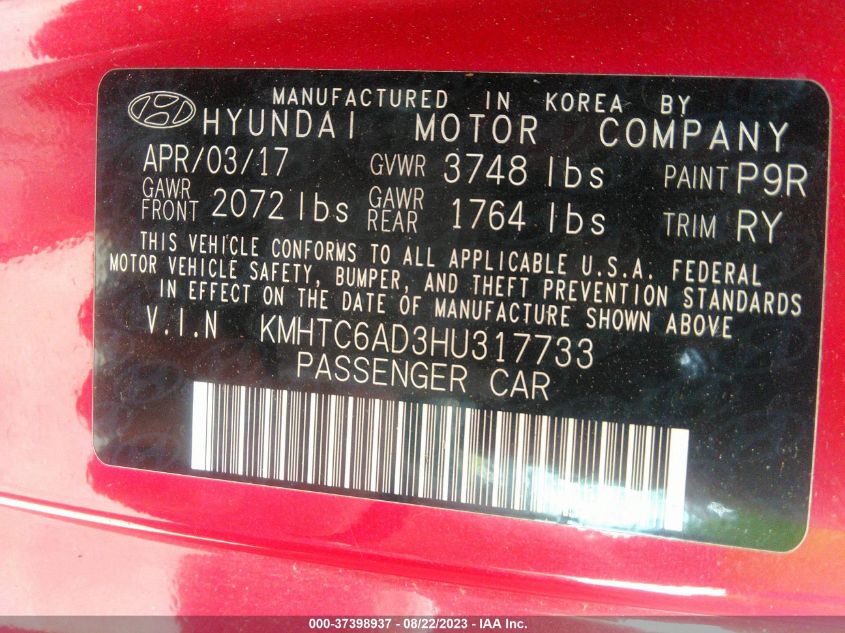 MANUFACTURED IN KOREA BY
HYUNDAI MOTOR COMPANY
APR/03/17 GVWR 3748 lbs PAINT P9R
GAWR FRONT 2072 lbs GAWR REAR 1764 lbs TRIM RY
THIS VEHICLE CONFORMS TO ALL APPLICABLE U.S.A. FEDERAL
MOTOR VEHICLE SAFETY, BUMPER, AND THEFT PREVENTION STANDARDS
IN EFFECT ON THE DATE OF MANUFACTURE SHOWN ABOVE.
V.I.N KMHTC6AD3HU317733
PASSENGER CAR
000-37398937 - 08/22/2023 - IAA Inc.